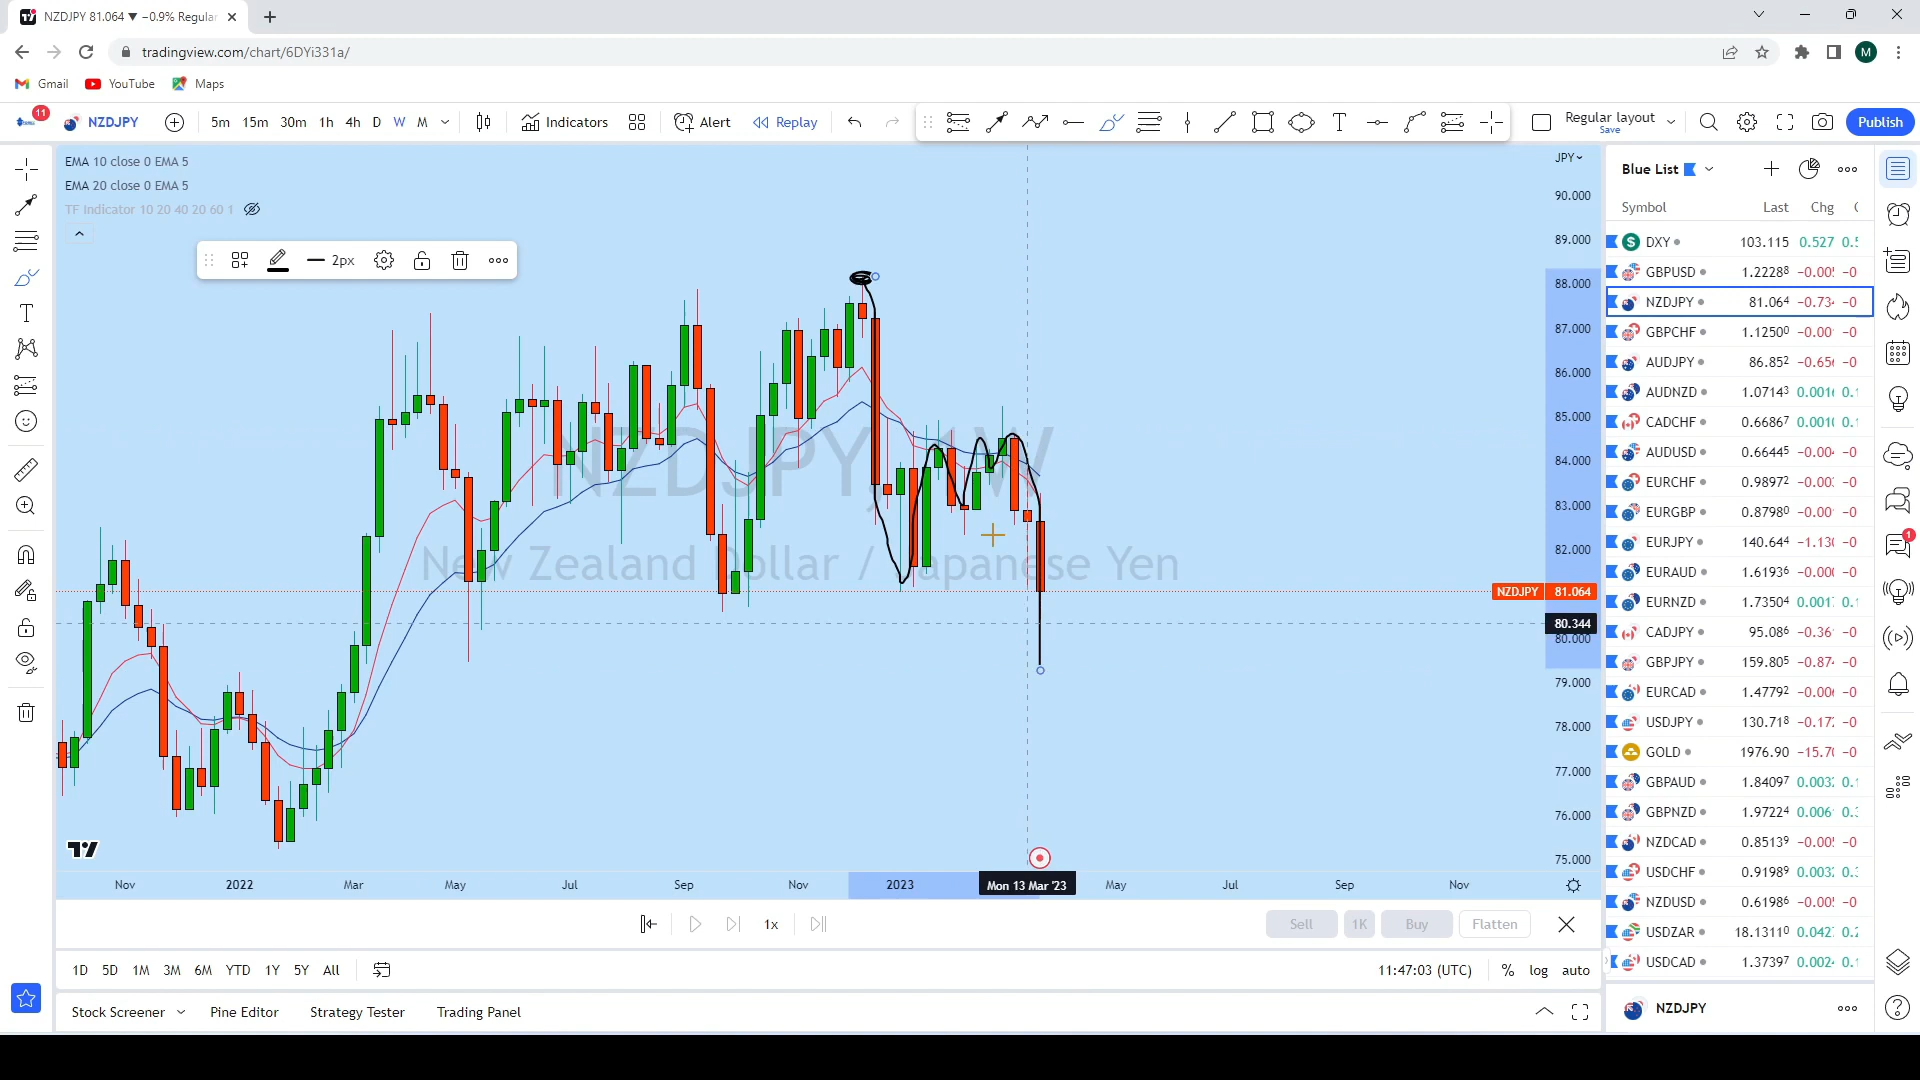 NZDJPY 81.064 ▼ −0.9% Regular
tradingview.com/chart/6DYi331a/
M
Gmail YouTube Maps
11
NZDJPY 5m 15m 30m 1h 4h D W M Indicators Alert Replay Regular layout Save Publish
EMA 10 close 0 EMA 5
EMA 20 close 0 EMA 5
TF Indicator 10 20 40 20 60 1
2px
NZDJPY, 1W
New Zealand Dollar / Japanese Yen
JPY
90.000
89.000
88.000
87.000
86.000
85.000
84.000
83.000
82.000
NZDJPY 81.064
80.344
80.000
79.000
78.000
77.000
76.000
75.000
Nov 2022 Mar May Jul Sep Nov 2023 Mon 13 Mar '23 May Jul Sep Nov
1x Sell 1K Buy Flatten
1D 5D 1M 3M 6M YTD 1Y 5Y All 11:47:03 (UTC) % log auto
Stock Screener Pine Editor Strategy Tester Trading Panel
Blue List
Symbol Last Chg
DXY 103.115 0.527
GBPUSD 1.22288
NZDJPY 81.064
GBPCHF 1.12500
AUDJPY 86.852
AUDNZD 1.07143
CADCHF 0.66867
AUDUSD 0.66445
EURCHF 0.98972
EURGBP 0.87980
EURJPY 140.644
EURAUD 1.61936
EURNZD 1.73504
CADJPY 95.086
GBPJPY 159.805
EURCAD 1.47792
USDJPY 130.718
GOLD 1976.90
GBPAUD 1.84097
GBPNZD 1.97224
NZDCAD 0.85139
USDCHF 0.91989
NZDUSD 0.61986
USDZAR 18.13110
USDCAD 1.37397
NZDJPY
1